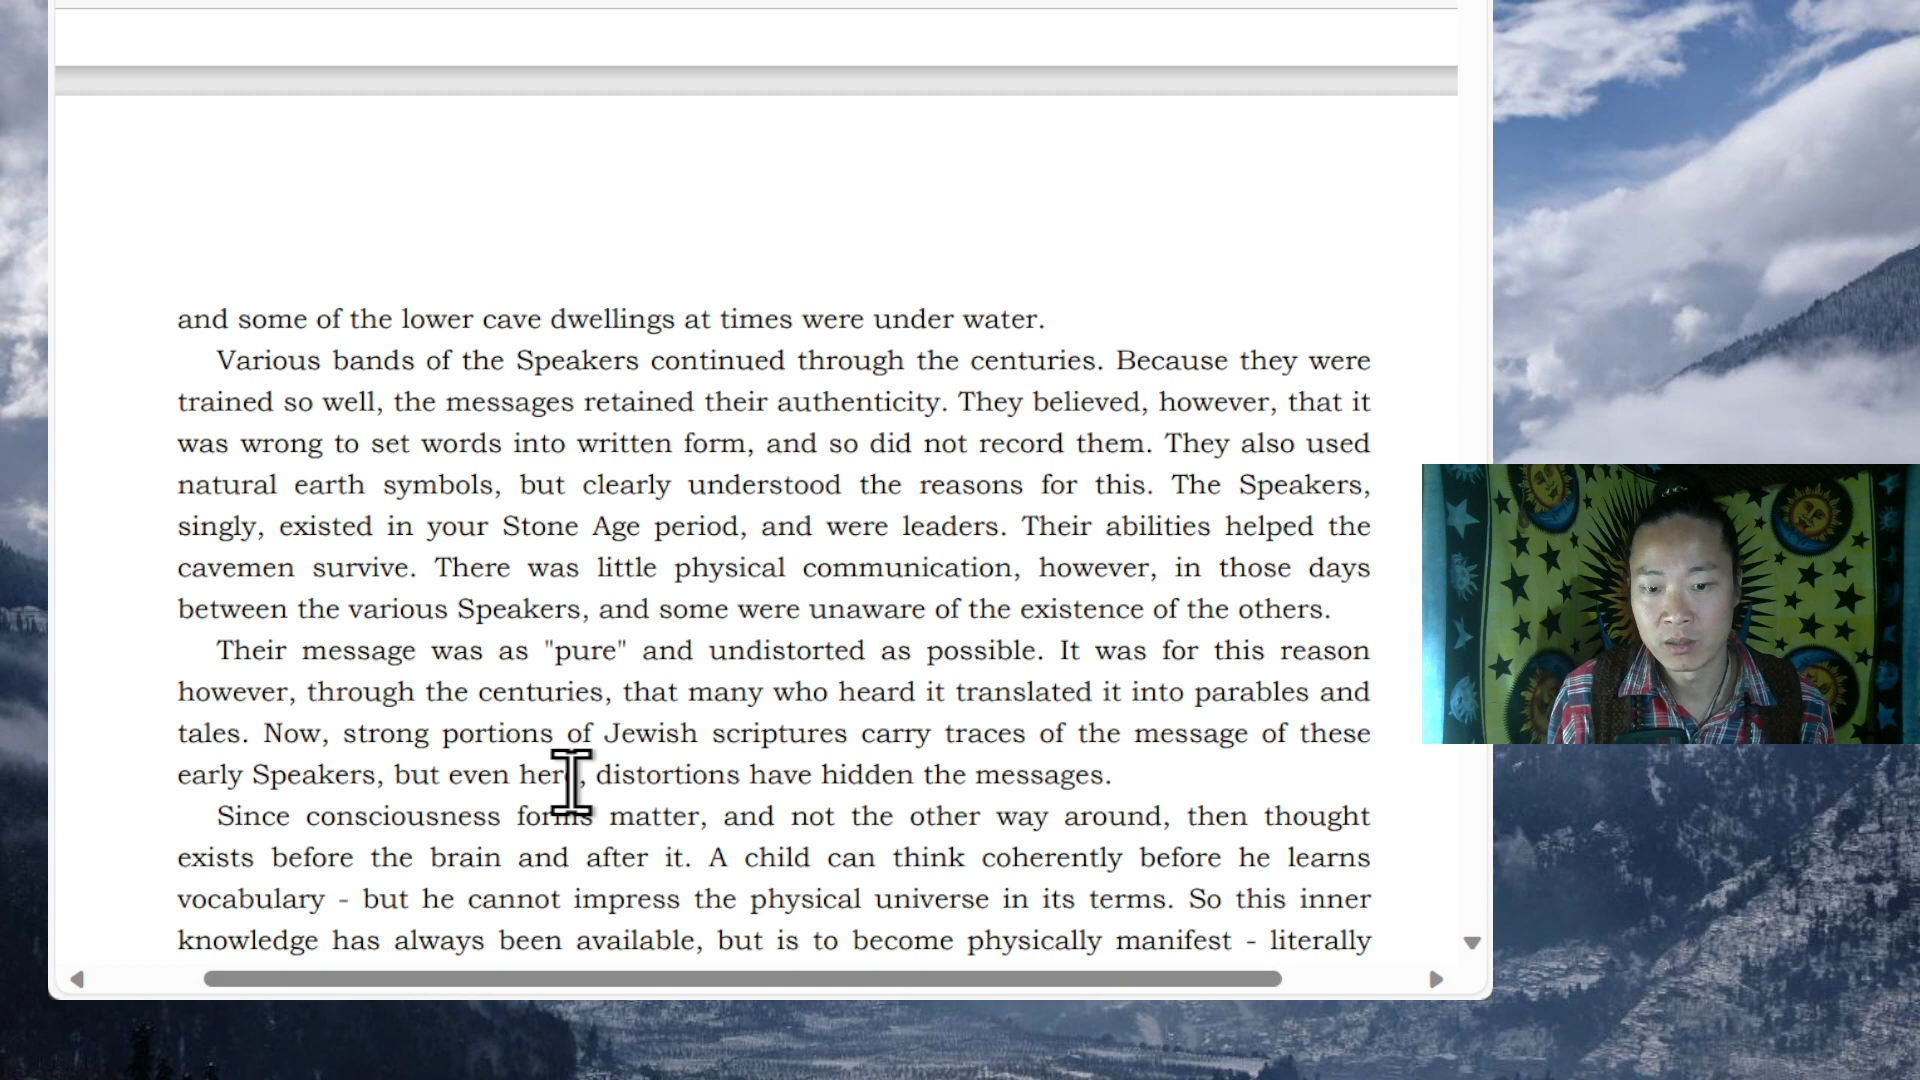 and some of the lower cave dwellings at times were under water.
Various bands of the Speakers continued through the centuries. Because they were
trained so well, the messages retained their authenticity. They believed, however, that it
was wrong to set words into written form, and so did not record them. They also used
natural earth symbols, but clearly understood the reasons for this. The Speakers,
singly, existed in your Stone Age period, and were leaders. Their abilities helped the
cavemen survive. There was little physical communication, however, in those days
between the various Speakers, and some were unaware of the existence of the others.
Their message was as "pure" and undistorted as possible. It was for this reason
however, through the centuries, that many who heard it translated it into parables and
tales. Now, strong portions of Jewish scriptures carry traces of the message of these
early Speakers, but even here, distortions have hidden the messages.
Since consciousness forms matter, and not the other way around, then thought
exists before the brain and after it. A child can think coherently before he learns
vocabulary - but he cannot impress the physical universe in its terms. So this inner
knowledge has always been available, but is to become physically manifest - literally